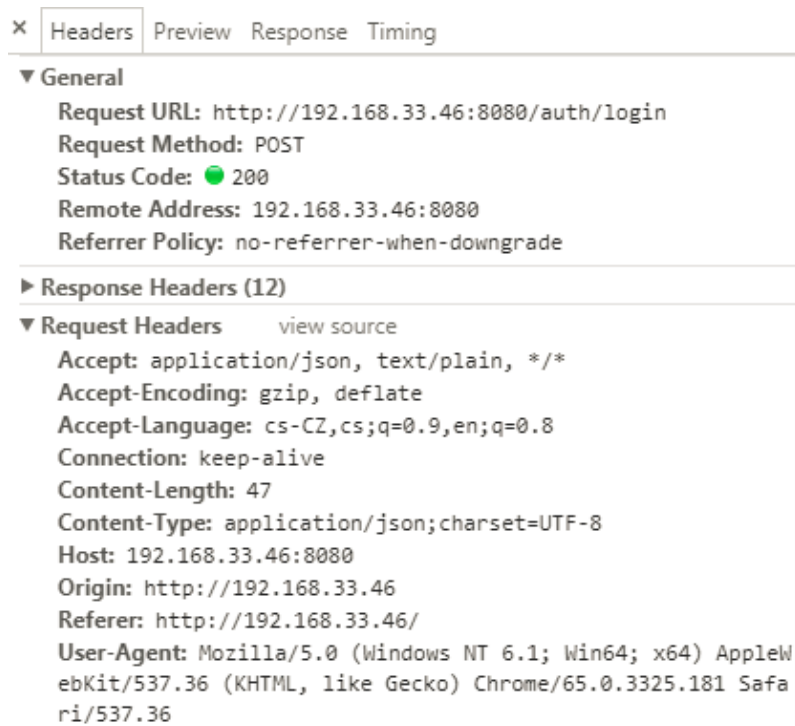 × Headers Preview Response Timing
▼ General
Request URL: http://192.168.33.46:8080/auth/login
Request Method: POST
Status Code: 200
Remote Address: 192.168.33.46:8080
Referrer Policy: no-referrer-when-downgrade
▶ Response Headers (12)
▼ Request Headers view source
Accept: application/json, text/plain, */*
Accept-Encoding: gzip, deflate
Accept-Language: cs-CZ,cs;q=0.9,en;q=0.8
Connection: keep-alive
Content-Length: 47
Content-Type: application/json;charset=UTF-8
Host: 192.168.33.46:8080
Origin: http://192.168.33.46
Referer: http://192.168.33.46/
User-Agent: Mozilla/5.0 (Windows NT 6.1; Win64; x64) AppleW
ebKit/537.36 (KHTML, like Gecko) Chrome/65.0.3325.181 Safa
ri/537.36